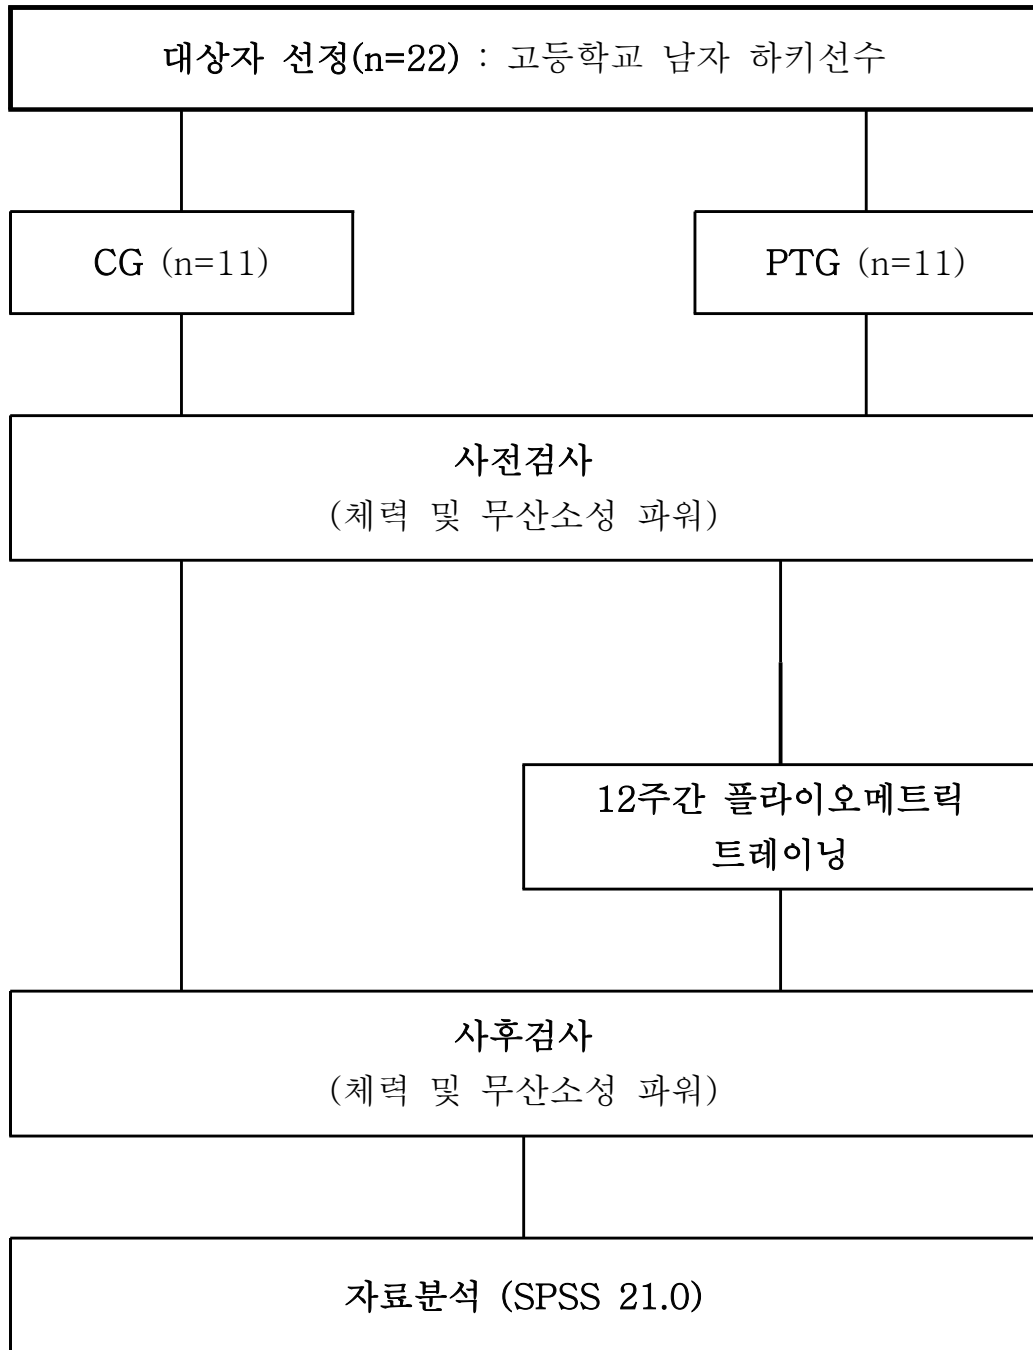 대상자 선정(n=22) : 고등학교 남자 하키선수
CG (n=11)
PTG (n=11)
사전검사
(체력 및 무산소성 파워)
12주간 플라이오메트릭
트레이닝
사후검사
(체력 및 무산소성 파워)
자료분석 (SPSS 21.0)